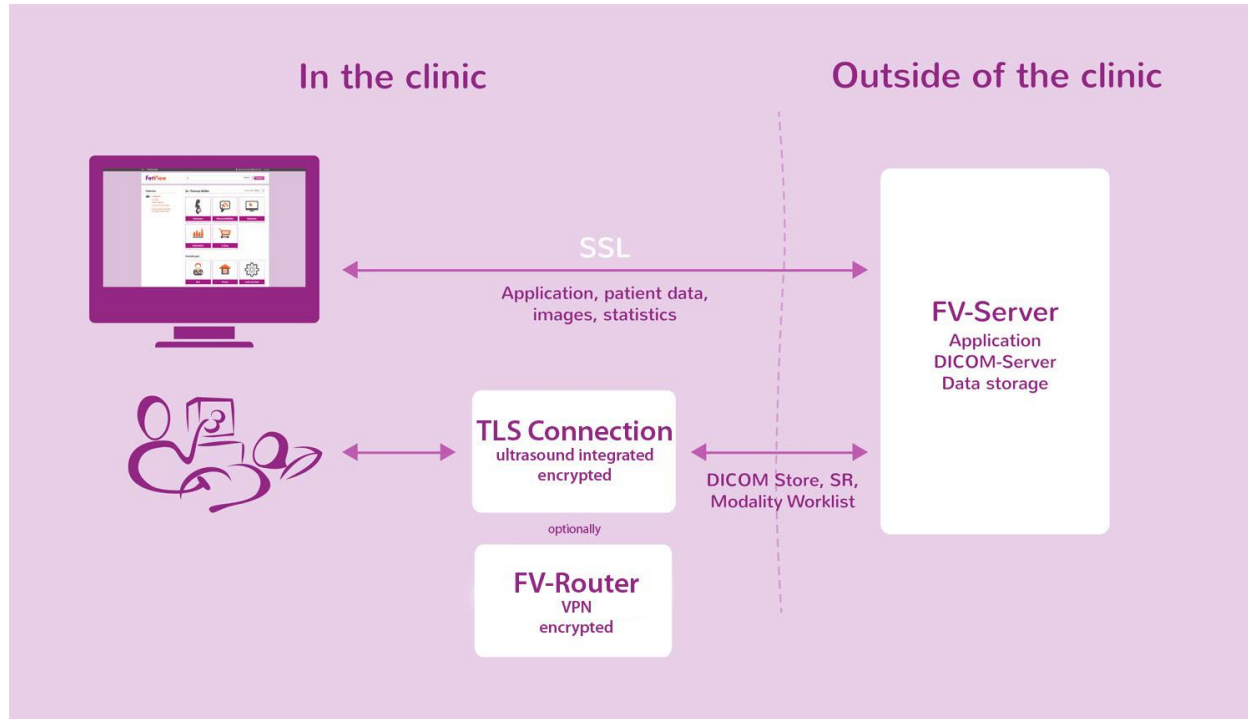 In the clinic
Outside of the clinic
FetView
SSL
Application, patient data,
images, statistics
FV-Server
Application
DICOM-Server
Data storage
TLS Connection
ultrasound integrated
encrypted
DICOM Store, SR,
Modality Worklist
optionally
FV-Router
VPN
encrypted